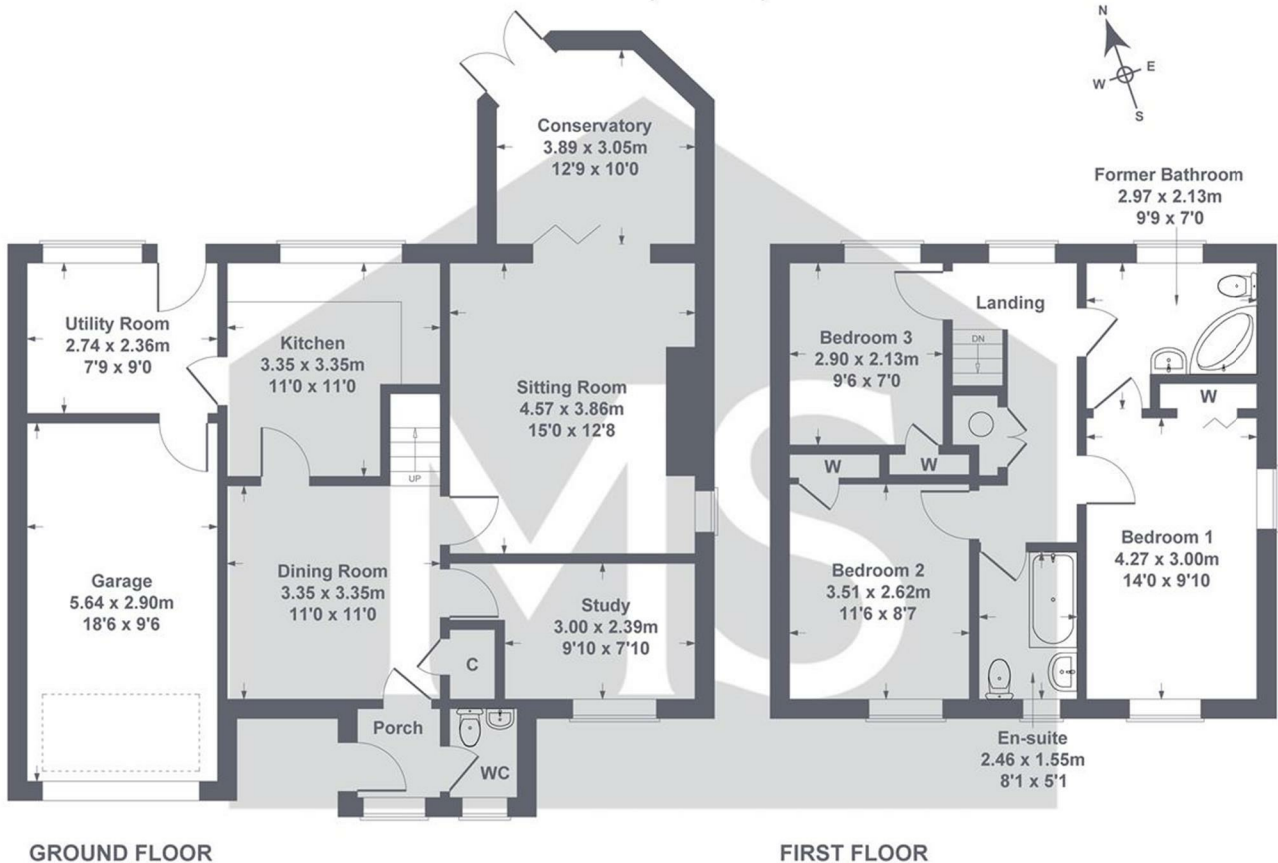 N
W
E
S
Conservatory
3.89 x 3.05m
12'9 x 10'0
Former Bathroom
2.97 x 2.13m
9'9 x 7'0
Utility Room
2.74 x 2.36m
7'9 x 9'0
Kitchen
3.35 x 3.35m
11'0 x 11'0
Sitting Room
4.57 x 3.86m
15'0 x 12'8
UP
Garage
5.64 x 2.90m
18'6 x 9'6
Dining Room
3.35 x 3.35m
11'0 x 11'0
Study
3.00 x 2.39m
9'10 x 7'10
C
Porch
WC
Landing
DN
Bedroom 3
2.90 x 2.13m
9'6 x 7'0
W
W
W
Bedroom 2
3.51 x 2.62m
11'6 x 8'7
Bedroom 1
4.27 x 3.00m
14'0 x 9'10
En-suite
2.46 x 1.55m
8'1 x 5'1
MS
GROUND FLOOR
FIRST FLOOR